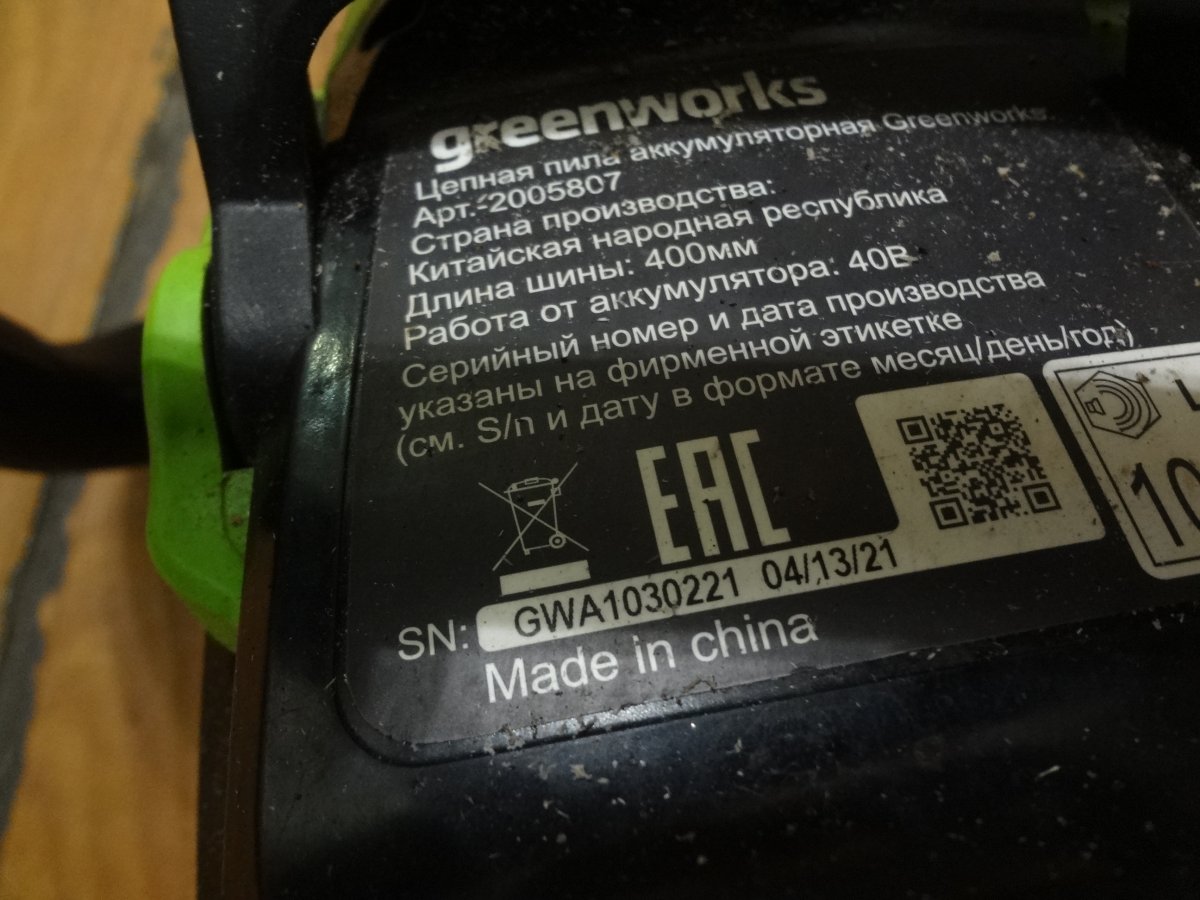 greenworks
Цепная пила аккумуляторная Greenworks.
Арт.-2005807
Страна производства:
Китайская народная республика
Длина шины: 400мм
Работа от аккумулятора: 40В
Серийный номер и дата производства
указаны на фирменной этикетке
(см. S/n и дату в формате месяц/день/год)
EAC
SN: GWA1030221 04/13/21
Made in china